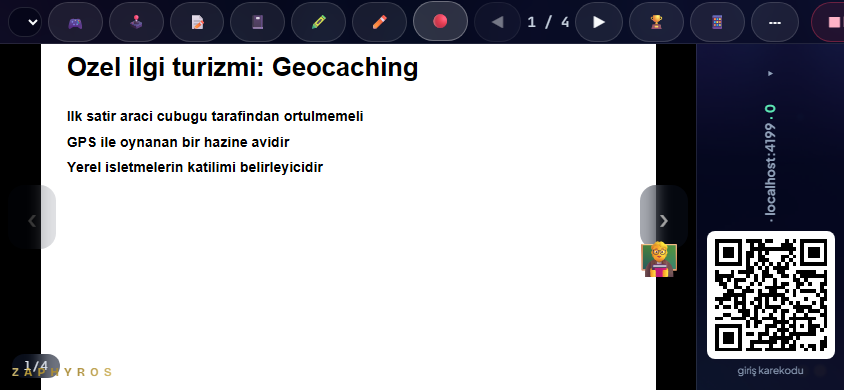 1 / 4
---
Ozel ilgi turizmi: Geocaching
Ilk satir araci cubugu tarafindan ortulmemeli
GPS ile oynanan bir hazine avidir
Yerel isletmelerin katilimi belirleyicidir
· localhost:4199 · 0
giriş karekodu
1/4
ZAPHYROS